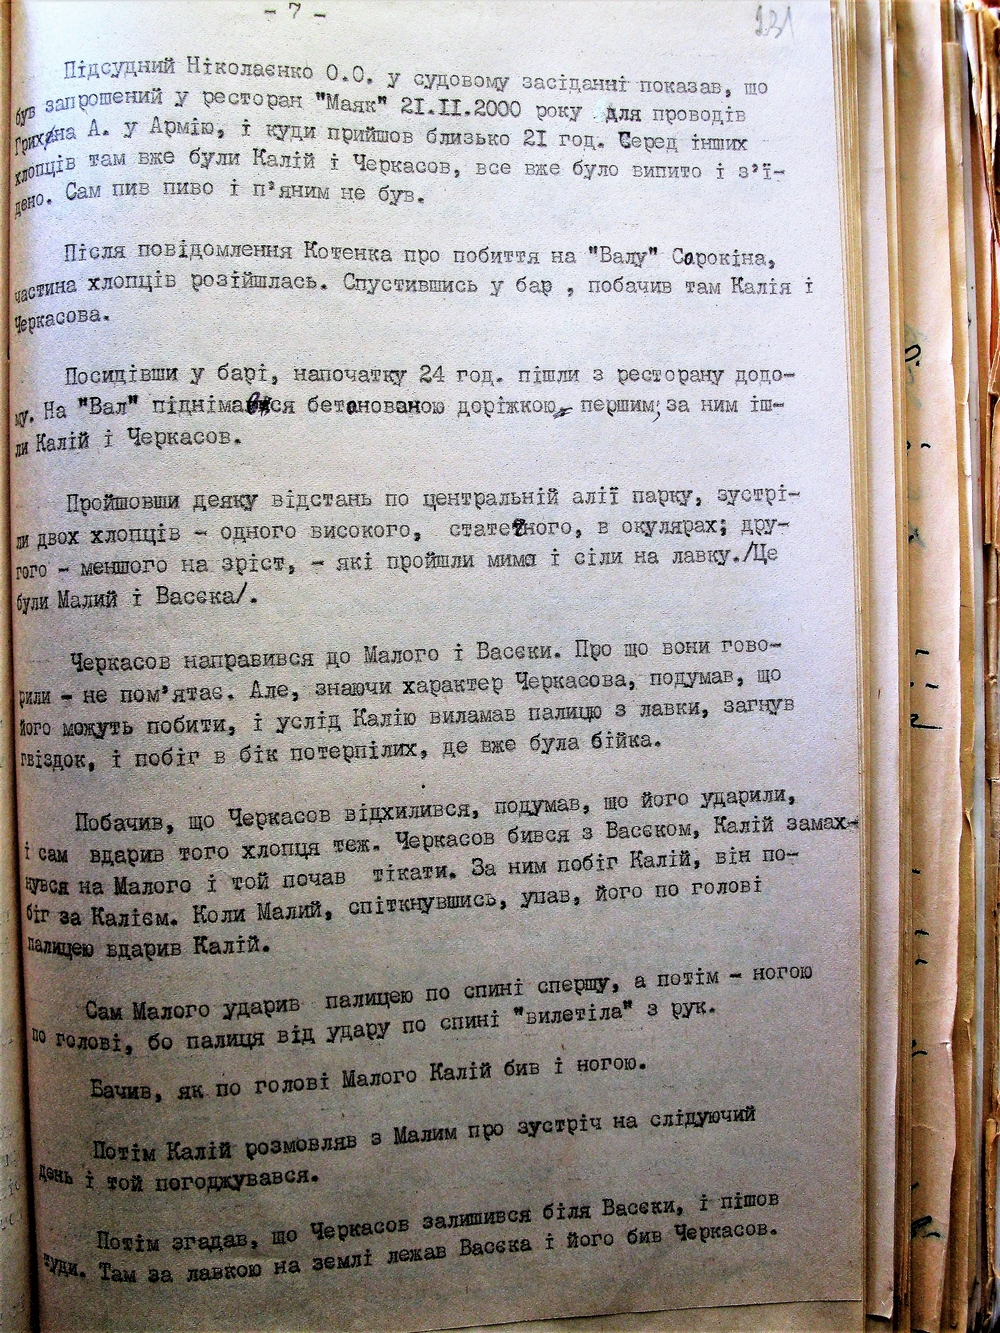 - 7 -
231
Підсудний Ніколаєнко О.О. у судовому засіданні показав, що
був запрошений у ресторан "Маяк" 21.11.2000 року для проводів
Грихна А. у Армію, і куди прийшов близько 21 год. Серед інших
хлопців там вже були Калій і Черкасов, все вже було випито і з’ї-
дено. Сам пив пиво і п’яним не був.
Після повідомлення Котенка про побиття на "Валу" Сорокіна,
частина хлопців розійшлась. Спустившись у бар , побачив там Калія і
Черкасова.
Посидівши у барі, напочатку 24 год. пішли з ресторану додо-
му. На "Вал" піднімався бетонованою доріжкою, першим, за ним іш-
ли Калій і Черкасов.
Пройшовши деяку відстань по центральній алії парку, зустрі-
ли двох хлопців - одного високого, статечного, в окулярах; дру-
гого - меншого на зріст, - які пройшли мимо і сіли на лавку./Це
були Малий і Васєка/.
Черкасов направився до Малого і Васєки. Про що вони гово-
рили - не пом’ятає. Але, знаючи характер Черкасова, подумав, що
його можуть побити, і услід Калію виламав палицю з лавки, загнув
гвіздок, і побіг в бік потерпілих, де вже була бійка.
Побачив, що Черкасов відхилився, подумав, що його ударили,
і сам вдарив того хлопця теж. Черкасов бився з Васєком, Калій замах-
нувся на Малого і той почав тікати. За ним побіг Калій, він по-
біг за Калієм. Коли Малий, спіткнувшись, упав, його по голові
палицею вдарив Калій.
Сам Малого ударив палицею по спині спершу, а потім - ногою
по голові, бо палиця від удару по спині "вилетіла" з рук.
Бачив, як по голові Малого Калій бив і ногою.
Потім Калій розмовляв з Малим про зустріч на слідуючий
день і той погоджувався.
Потім згадав, що Черкасов залишився біля Васєки, і пішов
туди. Там за лавкою на землі лежав Васєка і його бив Черкасов.